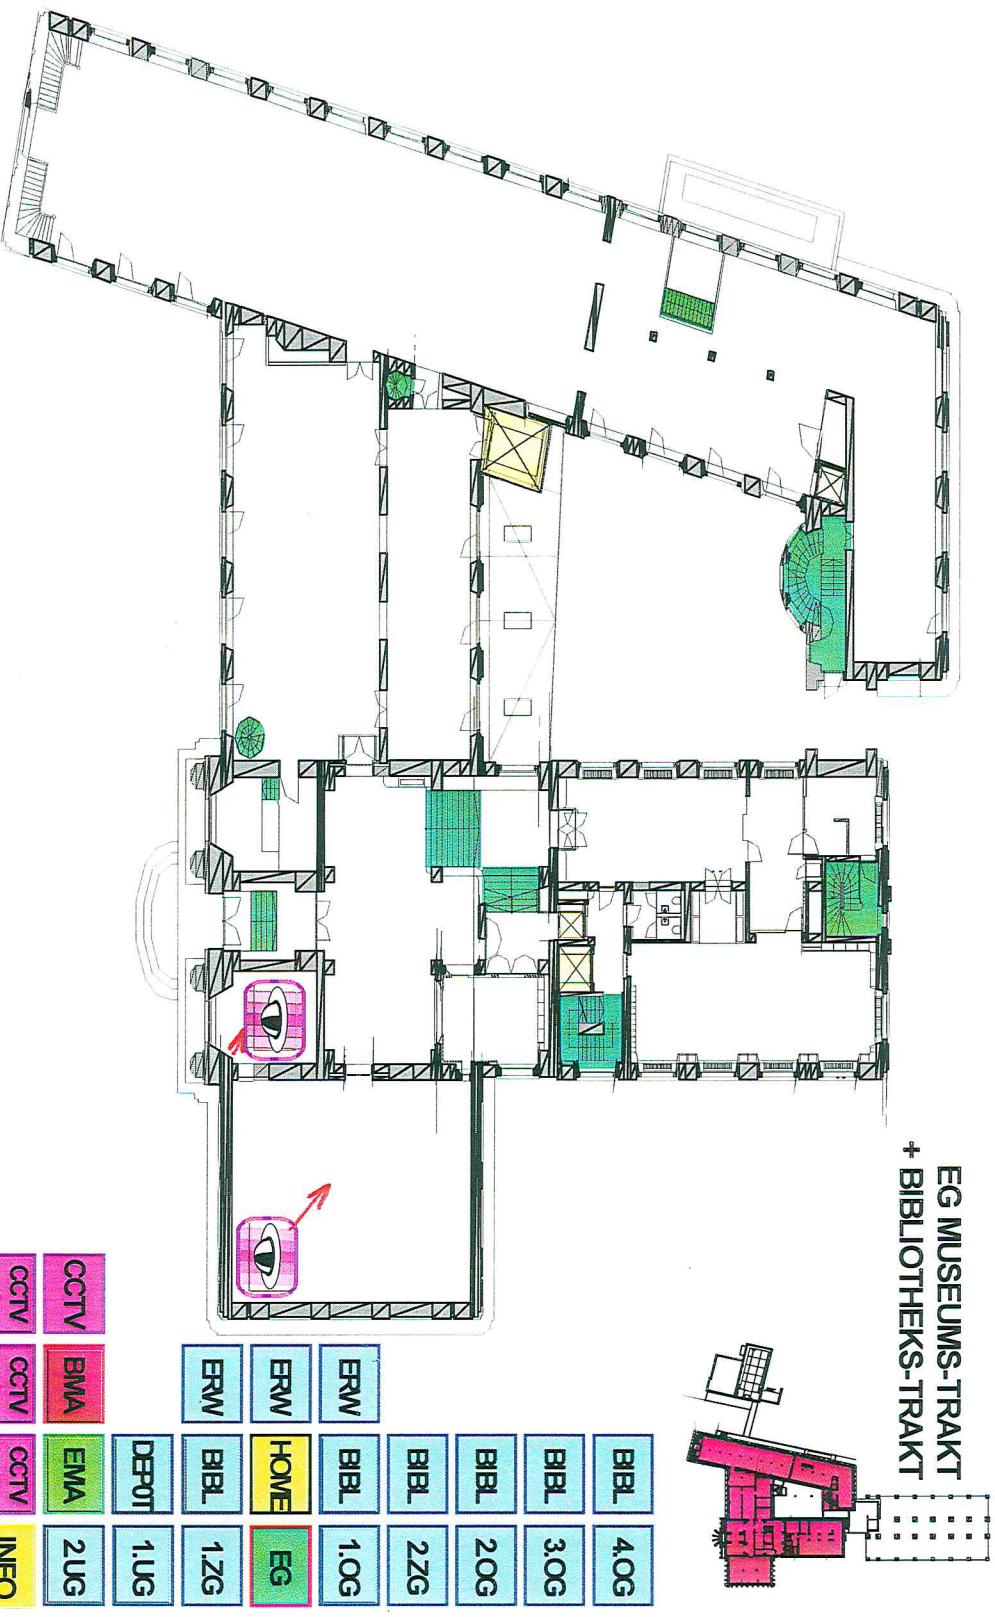 EG MUSEUMS-TRAKT
+ BIBLIOTHEKS-TRAKT
BIBL 4.OG
BIBL 3.OG
BIBL 2.OG
BIBL 2.ZG
ERW BIBL 1.OG
ERW HOME EG
ERW BIBL 1.ZG
DEPOT 1.UG
CCTV BMA EMA 2.UG
CCTV CCTV CCTV INFO